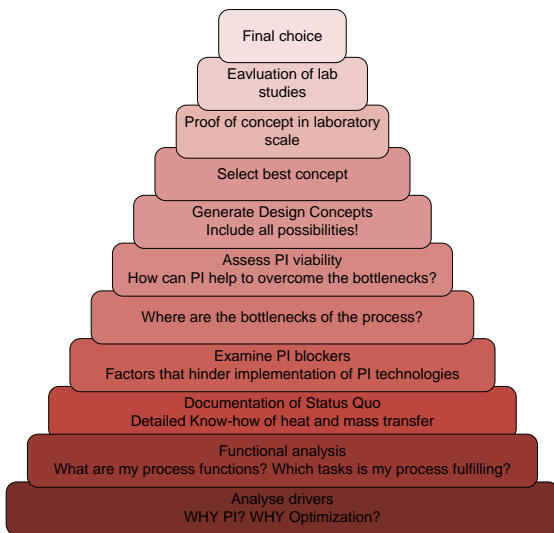 Final choice
Eavluation of lab
studies
Proof of concept in laboratory
scale
Select best concept
Generate Design Concepts
Include all possibilities!
Assess PI viability
How can PI help to overcome the bottlenecks?
Where are the bottlenecks of the process?
Examine PI blockers
Factors that hinder implementation of PI technologies
Documentation of Status Quo
Detailed Know-how of heat and mass transfer
Functional analysis
What are my process functions? Which tasks is my process fulfilling?
Analyse drivers
WHY PI? WHY Optimization?